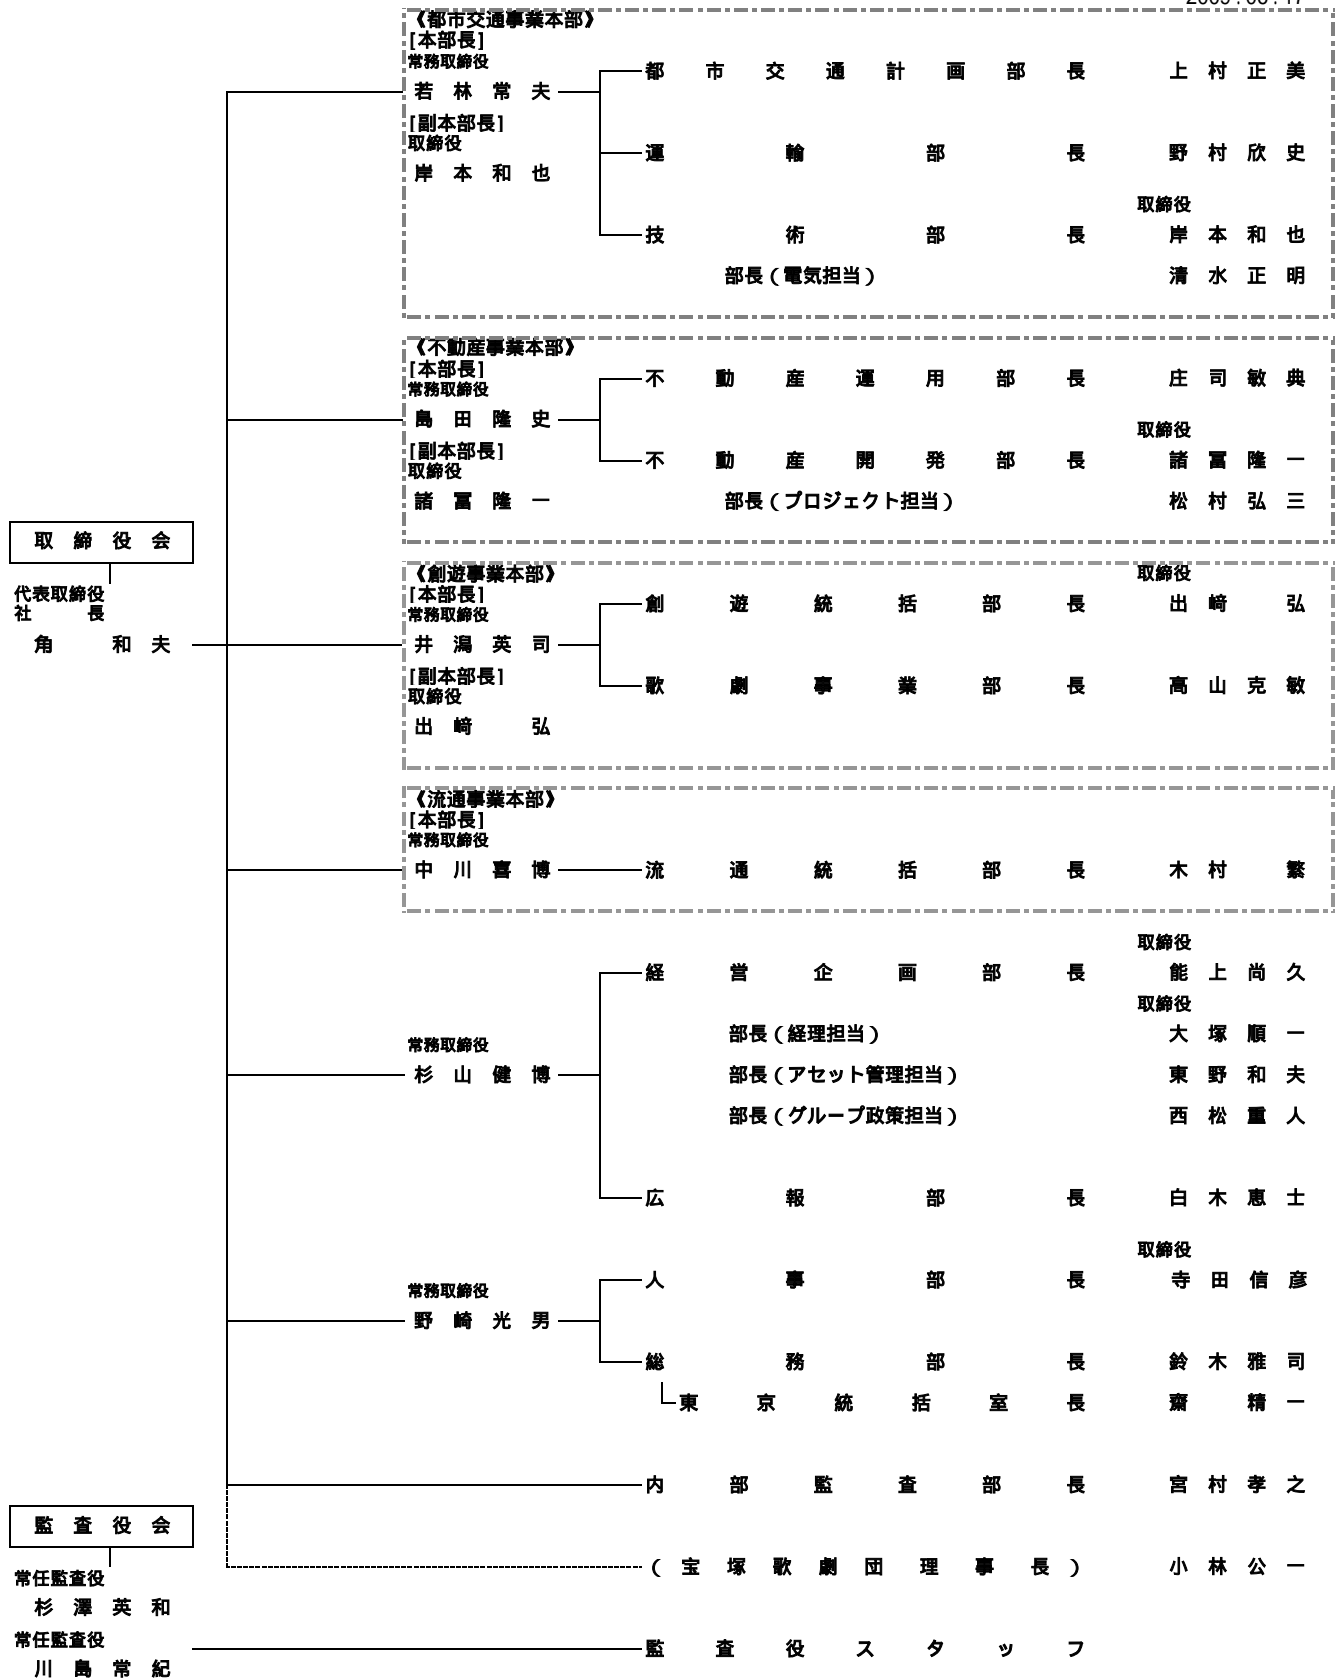 《都市交通事業本部》
[本部長]
常務取締役
若林常夫
[副本部長]
取締役
岸本和也
都市交通計画部長 上村正美
運輸部長 野村欣史
取締役
技術部長 岸本和也
部長(電気担当) 清水正明
《不動産事業本部》
[本部長]
常務取締役
島田隆史
[副本部長]
取締役
諸冨隆一
不動産運用部長 庄司敏典
取締役
不動産開発部長 諸冨隆一
部長(プロジェクト担当) 松村弘三
取締役会
代表取締役
社長
角和夫
《創遊事業本部》
[本部長]
常務取締役
井潟英司
[副本部長]
取締役
出﨑弘
取締役
創遊統括部長 出﨑弘
歌劇事業部長 高山克敏
《流通事業本部》
[本部長]
常務取締役
中川喜博
流通統括部長 木村繁
常務取締役
杉山健博
取締役
経営企画部長 能上尚久
取締役
部長(経理担当) 大塚順一
部長(アセット管理担当) 東野和夫
部長(グループ政策担当) 西松重人
広報部長 白木恵士
常務取締役
野崎光男
取締役
人事部長 寺田信彦
総務部長 鈴木雅司
東京統括室長 齋精一
内部監査部長 宮村孝之
(宝塚歌劇団理事長) 小林公一
監査役会
常任監査役
杉澤英和
常任監査役
川島常紀
監査役スタッフ